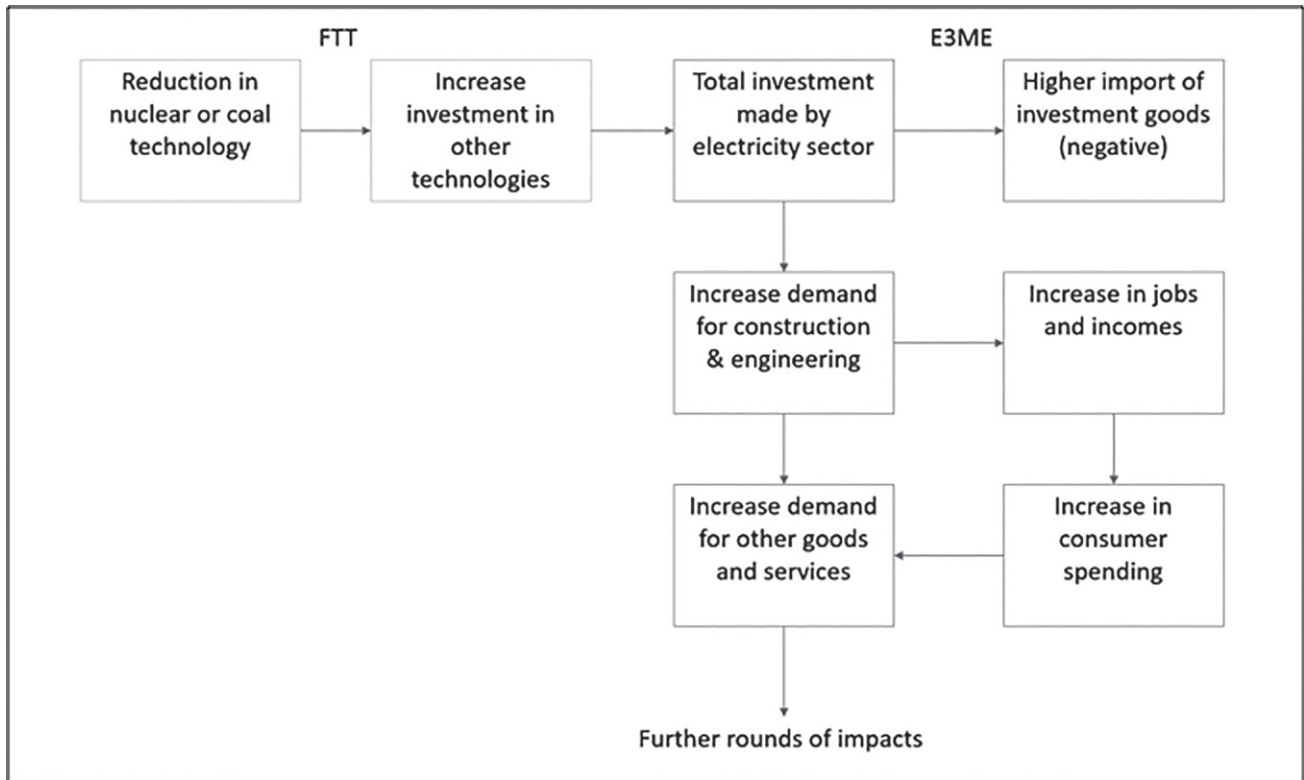 FTT
E3ME
Reduction in
nuclear or coal
technology
Increase
investment in
other
technologies
Total investment
made by
electricity sector
Higher import of
investment goods
(negative)
Increase demand
for construction
& engineering
Increase in jobs
and incomes
Increase demand
for other goods
and services
Increase in
consumer
spending
Further rounds of impacts